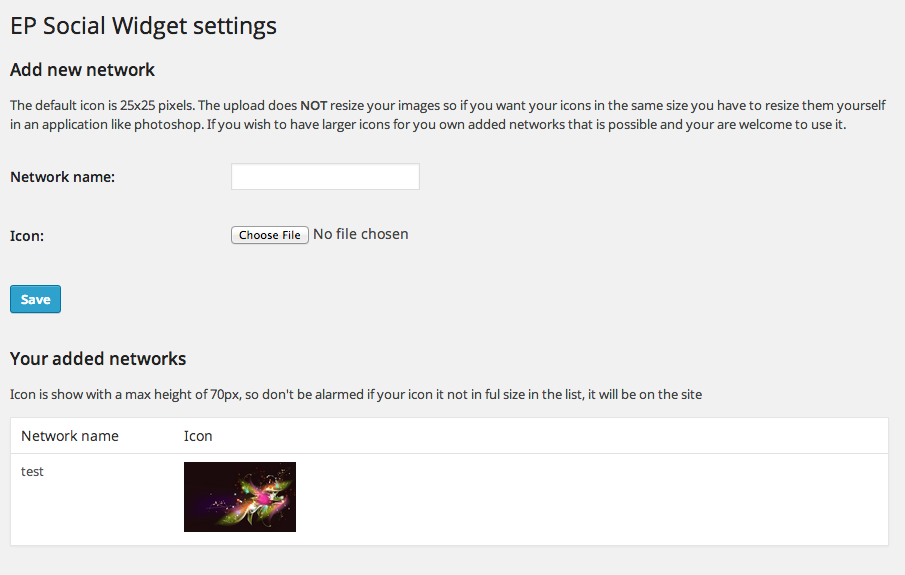 EP Social Widget settings
Add new network
The default icon is 25x25 pixels. The upload does NOT resize your images so if you want your icons in the same size you have to resize them yourself
in an application like photoshop. If you wish to have larger icons for you own added networks that is possible and your are welcome to use it.
Network name:
Icon: Choose File No file chosen
Save
Your added networks
Icon is show with a max height of 70px, so don't be alarmed if your icon it not in ful size in the list, it will be on the site
Network name Icon
test